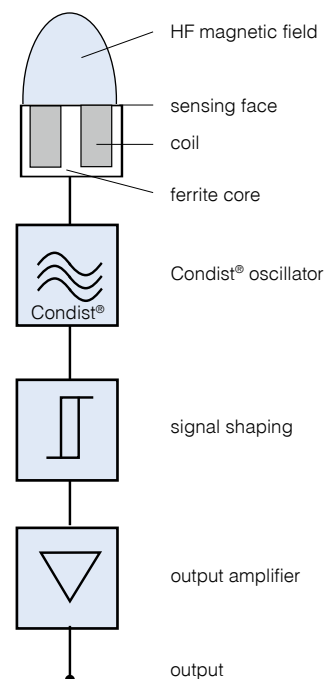 HF magnetic field
sensing face
coil
ferrite core
Condist® oscillator
Condist®
signal shaping
output amplifier
output